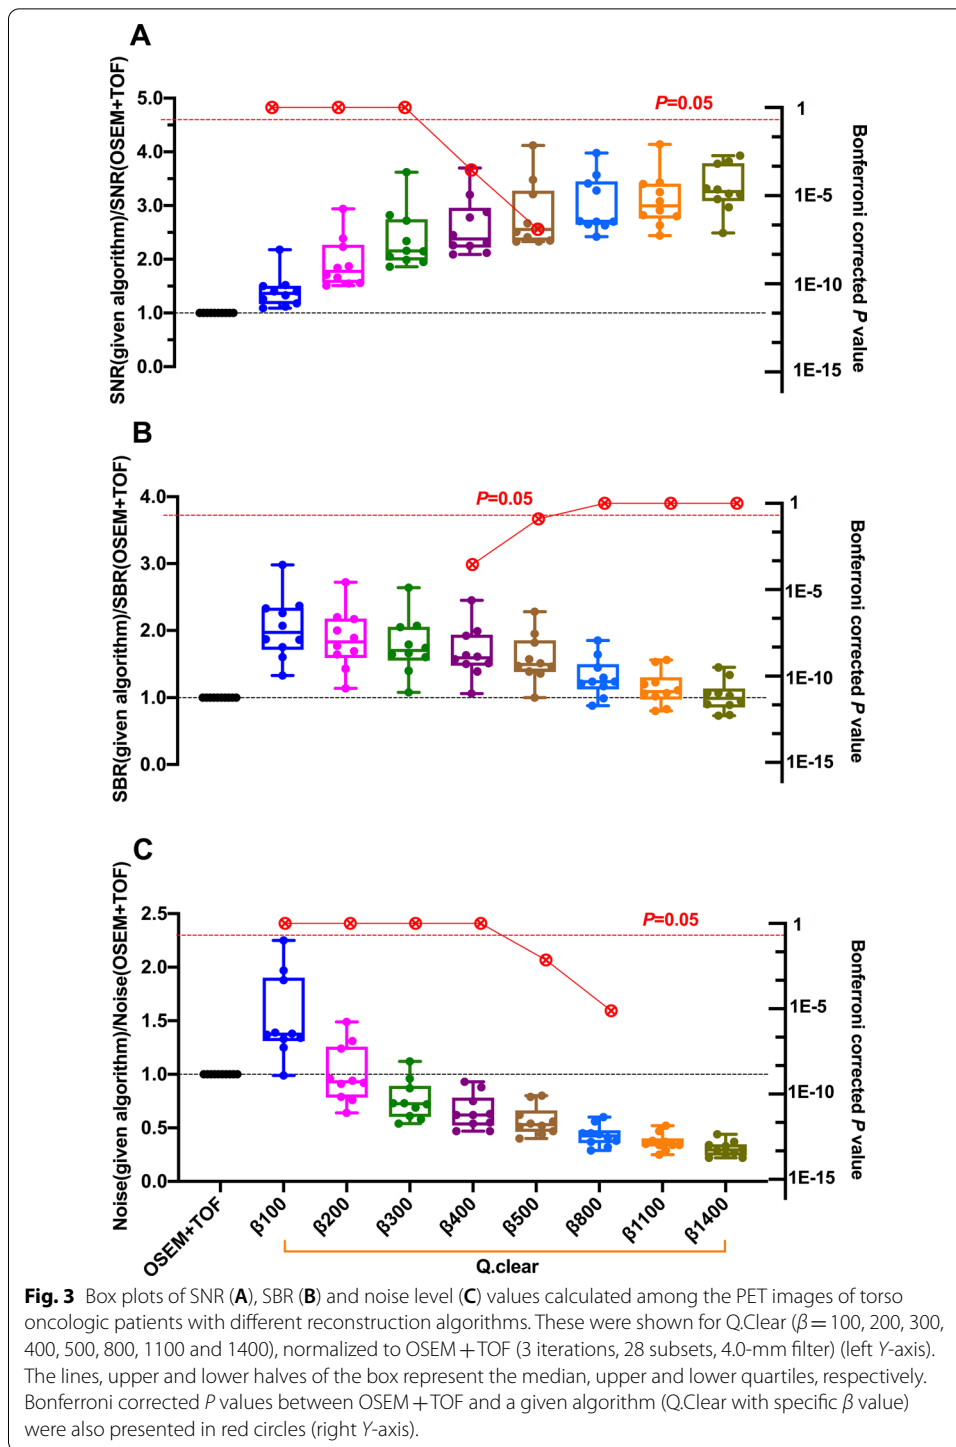 A
SNR(given algorithm)/SNR(OSEM+TOF)
5.0
4.0
3.0
2.0
1.0
0.0
P=0.05
1
1E-5
1E-10
1E-15
Bonferroni corrected P value
B
SBR(given algorithm)/SBR(OSEM+TOF)
4.0
3.0
2.0
1.0
0.0
P=0.05
1
1E-5
1E-10
1E-15
Bonferroni corrected P value
C
Noise(given algorithm)/Noise(OSEM+TOF)
2.5
2.0
1.5
1.0
0.5
0.0
P=0.05
1
1E-5
1E-10
1E-15
Bonferroni corrected P value
OSEM+TOF
β100
β200
β300
β400
β500
β800
β1100
β1400
Q.clear
Fig. 3 Box plots of SNR (A), SBR (B) and noise level (C) values calculated among the PET images of torso
oncologic patients with different reconstruction algorithms. These were shown for Q.Clear (β = 100, 200, 300,
400, 500, 800, 1100 and 1400), normalized to OSEM + TOF (3 iterations, 28 subsets, 4.0-mm filter) (left Y-axis).
The lines, upper and lower halves of the box represent the median, upper and lower quartiles, respectively.
Bonferroni corrected P values between OSEM + TOF and a given algorithm (Q.Clear with specific β value)
were also presented in red circles (right Y-axis).